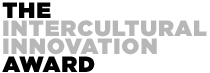 THE
INTERCULTURAL
INNOVATION
AWARD